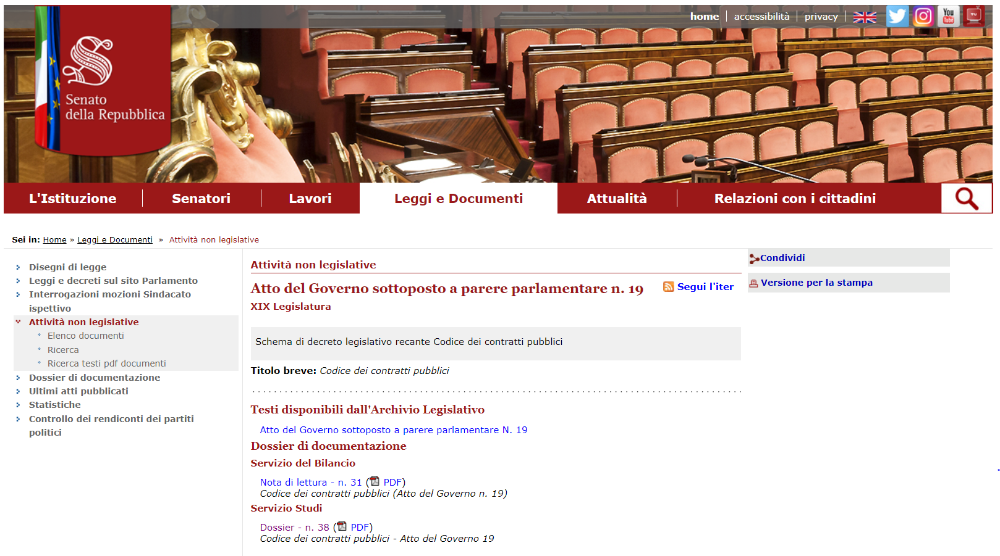 home
accessibilità
privacy
You
Tube
TV
Senato
della Repubblica
L'Istituzione
Senatori
Lavori
Leggi e Documenti
Attualità
Relazioni con i cittadini
Sei in: Home » Leggi e Documenti » Attività non legislative
Disegni di legge
Leggi e decreti sul sito Parlamento
Interrogazioni mozioni Sindacato
ispettivo
Attività non legislative
Elenco documenti
Ricerca
Ricerca testi pdf documenti
Dossier di documentazione
Ultimi atti pubblicati
Statistiche
Controllo dei rendiconti dei partiti
politici
Attività non legislative
Atto del Governo sottoposto a parere parlamentare n. 19
Segui l'iter
XIX Legislatura
Schema di decreto legislativo recante Codice dei contratti pubblici
Titolo breve: Codice dei contratti pubblici
Testi disponibili dall'Archivio Legislativo
Atto del Governo sottoposto a parere parlamentare N. 19
Dossier di documentazione
Servizio del Bilancio
Nota di lettura - n. 31 ( PDF)
Codice dei contratti pubblici (Atto del Governo n. 19)
Servizio Studi
Dossier - n. 38 ( PDF)
Codice dei contratti pubblici - Atto del Governo 19
Condividi
Versione per la stampa